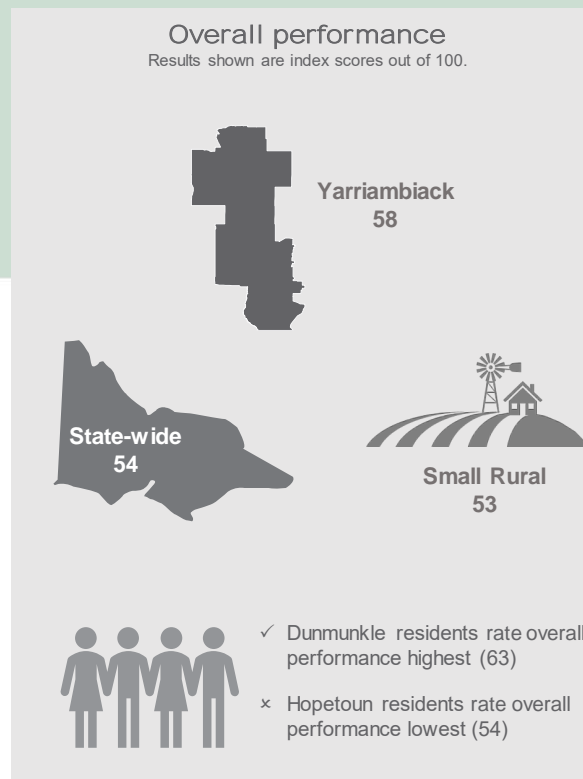 Overall performance
Results shown are index scores out of 100.
Yarriambiack
58
State-wide
54
Small Rural
53
✓ Dunmunkle residents rate overall
performance highest (63)
× Hopetoun residents rate overall
performance lowest (54)